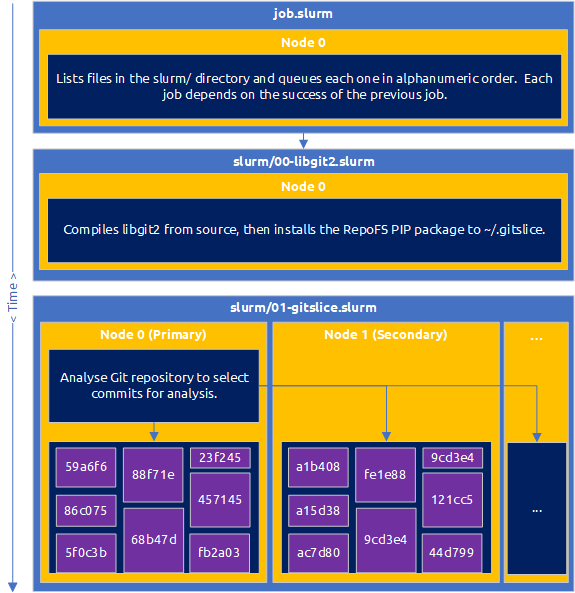 job.slurm
Node 0
Lists files in the slurm/ directory and queues each one in alphanumeric order. Each
job depends on the success of the previous job.
slurm/00-libgit2.slurm
Node 0
Compiles libgit2 from source, then installs the RepoFS PIP package to ~/.gitslice.
< Time >
slurm/01-gitslice.slurm
Node 0 (Primary)
Analyse Git repository to select
commits for analysis.
59a6f6
88f71e
23f245
86c075
457145
5f0c3b
68b47d
fb2a03
Node 1 (Secondary)
a1b408
fe1e88
9cd3e4
a15d38
121cc5
ac7d80
9cd3e4
44d799
...
...